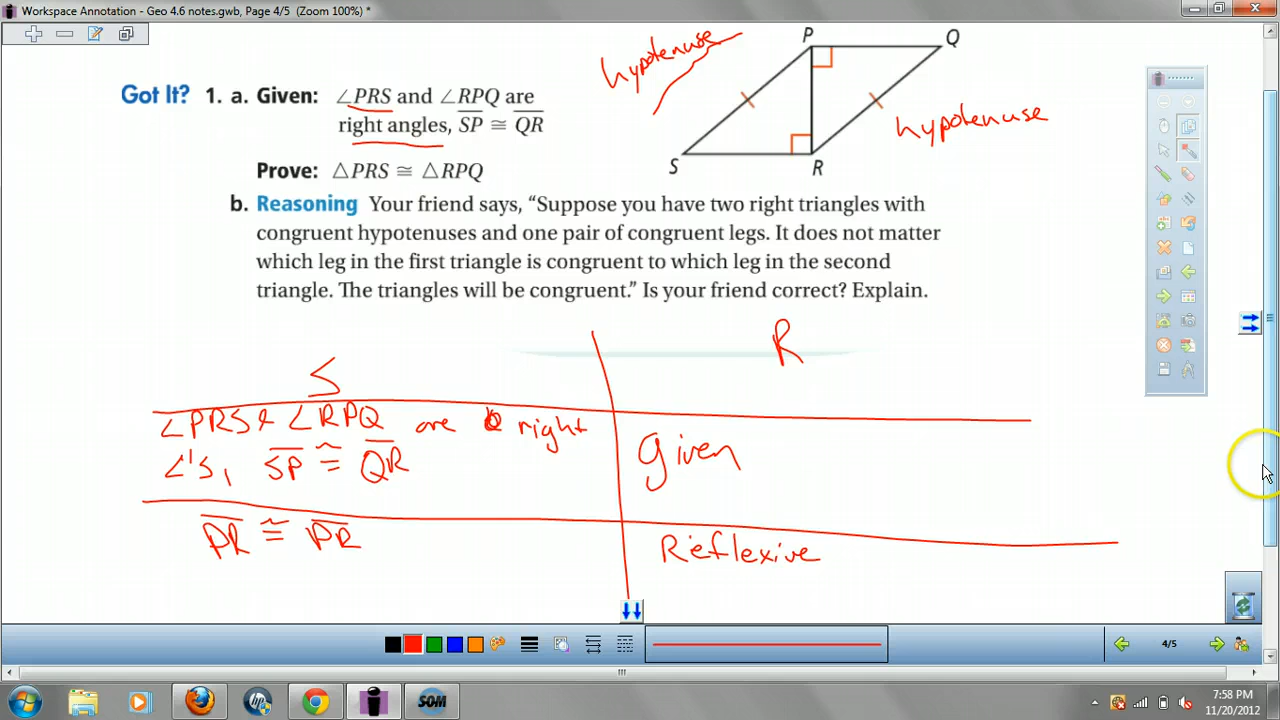 Workspace Annotation - Geo 4.6 notes.gwb, Page 4/5 (Zoom 100%) *
hypotenuse
P
Q
Got It? 1. a. Given: ∠PRS and ∠RPQ are
right angles, SP ≅ QR
hypotenuse
S
R
Prove: △PRS ≅ △RPQ
b. Reasoning Your friend says, “Suppose you have two right triangles with
congruent hypotenuses and one pair of congruent legs. It does not matter
which leg in the first triangle is congruent to which leg in the second
triangle. The triangles will be congruent.” Is your friend correct? Explain.
S
R
∠PRS & ∠RPQ are right
∠'s, SP ≅ QR
Given
PR ≅ PR
Reflexive
4/5
hp
SOM
7:58 PM
11/20/2012